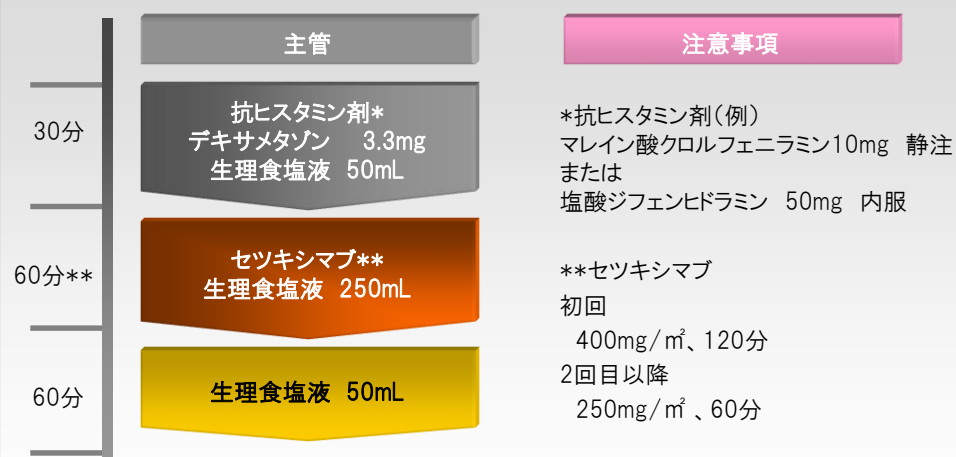 主管
注意事項
30分
抗ヒスタミン剤*
デキサメタゾン 3.3mg
生理食塩液 50mL
*抗ヒスタミン剤(例)
マレイン酸クロルフェニラミン10mg 静注
または
塩酸ジフェンヒドラミン 50mg 内服
60分**
セツキシマブ**
生理食塩液 250mL
**セツキシマブ
初回
400mg/㎡、120分
2回目以降
250mg/㎡、60分
60分
生理食塩液 50mL